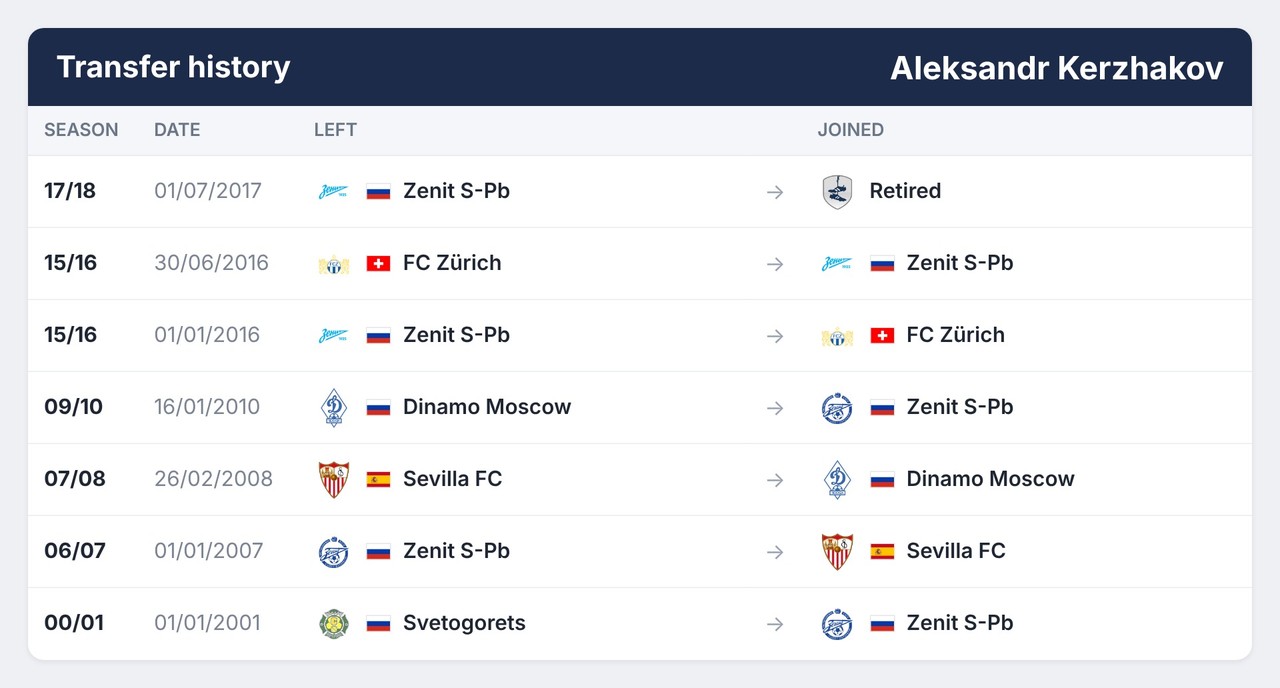 Transfer history Aleksandr Kerzhakov
SEASON DATE LEFT JOINED
17/18 01/07/2017 Zenit S-Pb → Retired
15/16 30/06/2016 FC Zürich → Zenit S-Pb
15/16 01/01/2016 Zenit S-Pb → FC Zürich
09/10 16/01/2010 Dinamo Moscow → Zenit S-Pb
07/08 26/02/2008 Sevilla FC → Dinamo Moscow
06/07 01/01/2007 Zenit S-Pb → Sevilla FC
00/01 01/01/2001 Svetogorets → Zenit S-Pb